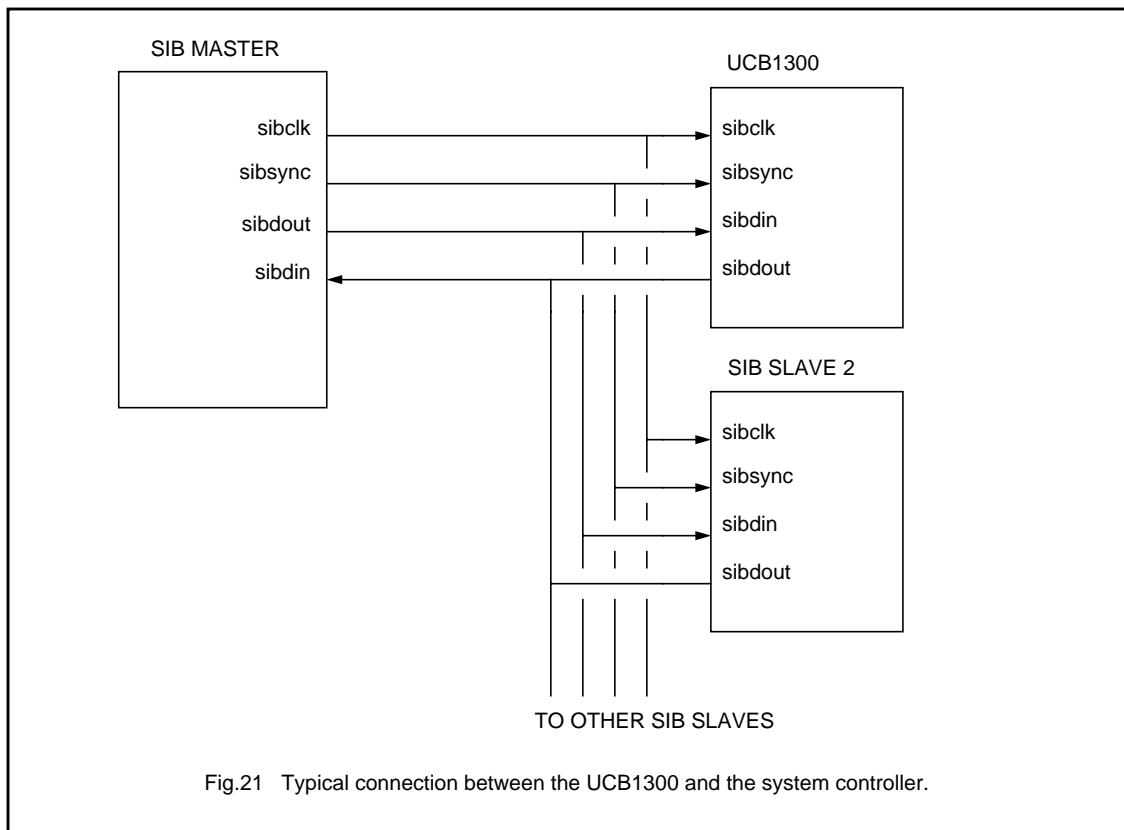 SIB MASTER
sibclk
sibsync
sibdout
sibdin
UCB1300
sibclk
sibsync
sibdin
sibdout
SIB SLAVE 2
sibclk
sibsync
sibdin
sibdout
TO OTHER SIB SLAVES
Fig.21 Typical connection between the UCB1300 and the system controller.